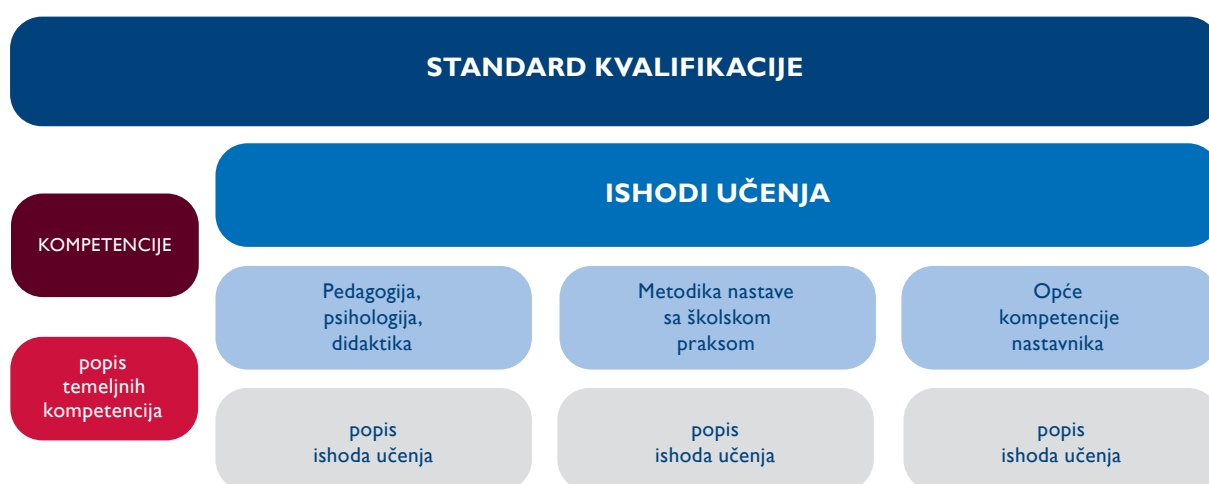 STANDARD KVALIFIKACIJE
ISHODI UČENJA
KOMPETENCIJE
Pedagogija,
psihologija,
didaktika
Metodika nastave
sa školskom
praksom
Opće
kompetencije
nastavnika
popis
temeljnih
kompetencija
popis
ishoda učenja
popis
ishoda učenja
popis
ishoda učenja